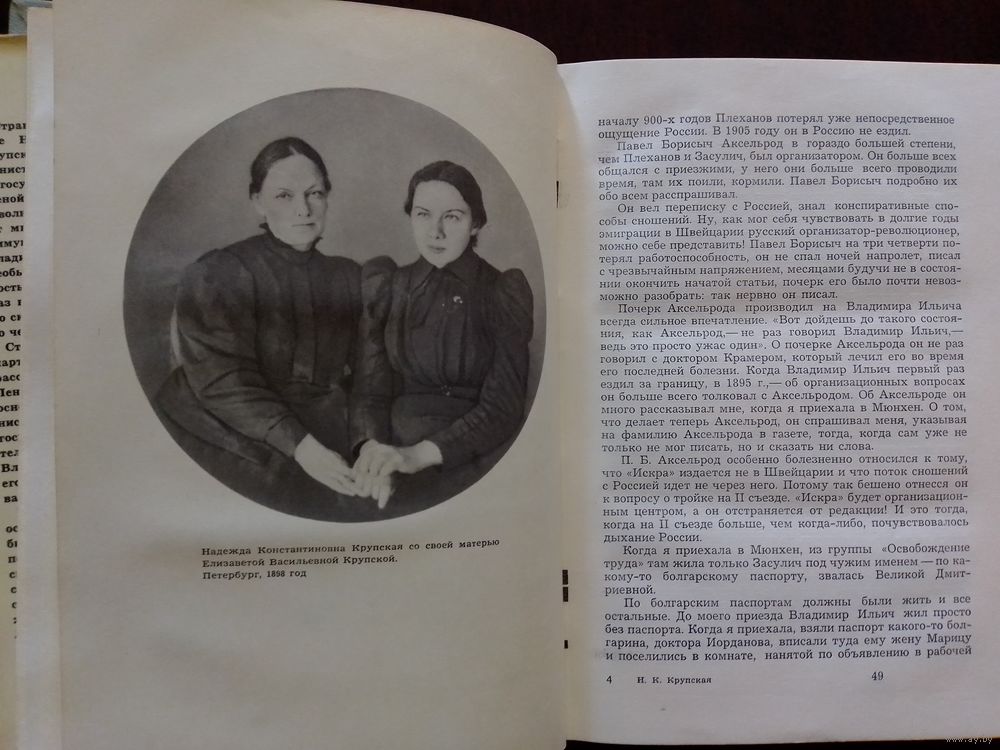 Надежда Константиновна Крупская со своей матерью
Елизаветой Васильевной Крупской.
Петербург, 1898 год
началу 900-х годов Плеханов потерял уже непосредственное
ощущение России. В 1905 году он в Россию не ездил.
Павел Борисыч Аксельрод в гораздо большей степени,
чем Плеханов и Засулич, был организатором. Он больше всех
общался с приезжими, у него они больше всего проводили
время, там их поили, кормили. Павел Борисыч подробно их
обо всем расспрашивал.
Он вел переписку с Россией, знал конспиративные спо-
собы сношений. Ну, как мог себя чувствовать в долгие годы
эмиграции в Швейцарии русский организатор-революционер,
можно себе представить! Павел Борисыч на три четверти по-
терял работоспособность, он не спал ночей напролет, писал
с чрезвычайным напряжением, месяцами будучи не в состоя-
нии окончить начатой статьи, почерк его было почти невоз-
можно разобрать: так нервно он писал.
Почерк Аксельрода производил на Владимира Ильича
всегда сильное впечатление. «Вот дойдешь до такого состоя-
ния, как Аксельрод,— не раз говорил Владимир Ильич,—
ведь это просто ужас один». О почерке Аксельрода он не раз
говорил с доктором Крамером, который лечил его во время
его последней болезни. Когда Владимир Ильич первый раз
ездил за границу, в 1895 г.,— об организационных вопросах
он больше всего толковал с Аксельродом. Об Аксельроде он
много рассказывал мне, когда я приехала в Мюнхен. О том,
что делает теперь Аксельрод, он спрашивал меня, указывая
на фамилию Аксельрода в газете, тогда, когда сам уже не
только не мог писать, но и сказать ни слова.
П. Б. Аксельрод особенно болезненно относился к тому,
что «Искра» издается не в Швейцарии и что поток сношений
с Россией идет не через него. Потому так бешено отнесся он
к вопросу о тройке на II съезде. «Искра» будет организацион-
ным центром, а он отстраняется от редакции! И это тогда,
когда на II съезде больше, чем когда-либо, почувствовалось
дыхание России.
Когда я приехала в Мюнхен, из группы «Освобождение
труда» там жила только Засулич под чужим именем — по ка-
кому-то болгарскому паспорту, звалась Великой Дмит-
риевной.
По болгарским паспортам должны были жить и все
остальные. До моего приезда Владимир Ильич жил просто
без паспорта. Когда я приехала, взяли паспорт какого-то бол-
гарина, доктора Иорданова, вписали туда ему жену Марицу
и поселились в комнате, нанятой по объявлению в рабочей
4 Н. К. Крупская 49
www.ay.by